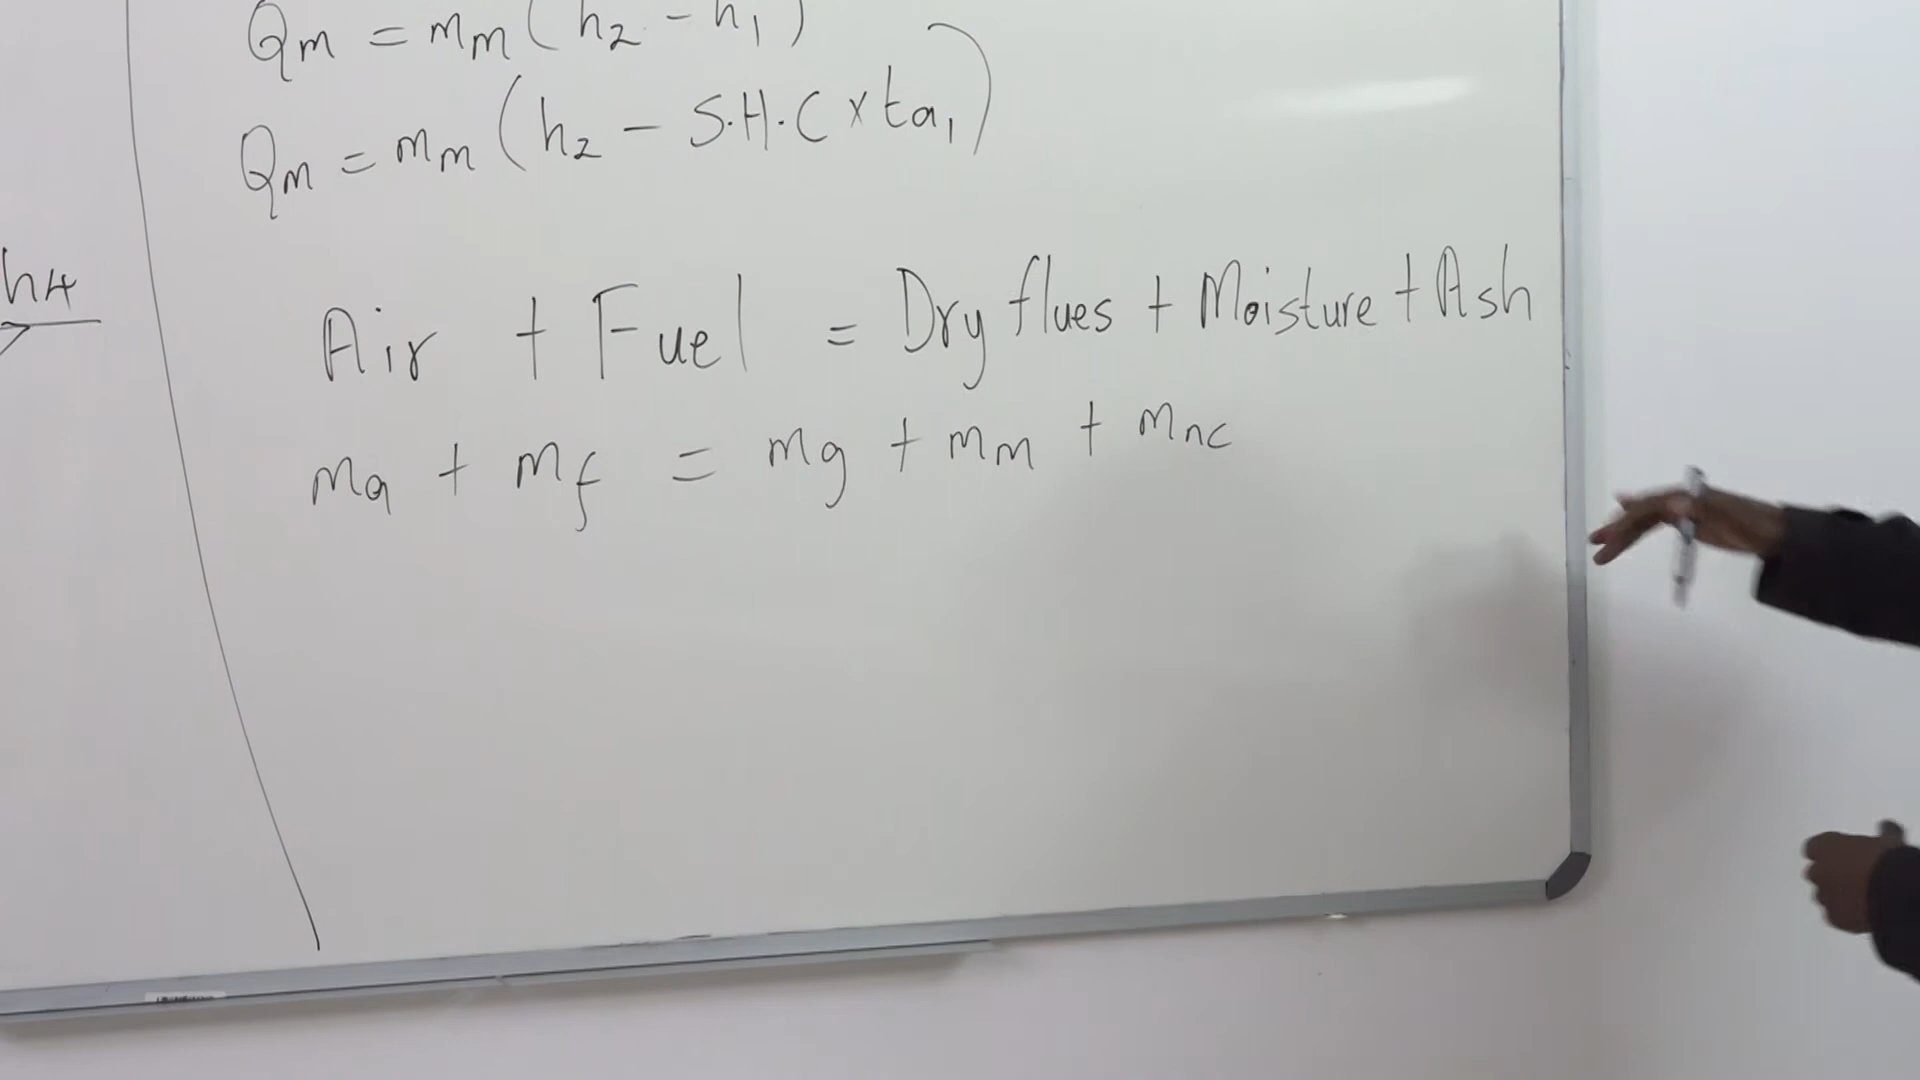 h4
Qm = mm (h2 - h1)
Qm = mm (h2 - S.H.C x ta1)
Air + Fuel = Dry flues + Moisture + Ash
ma + mf = mg + mm + mnc